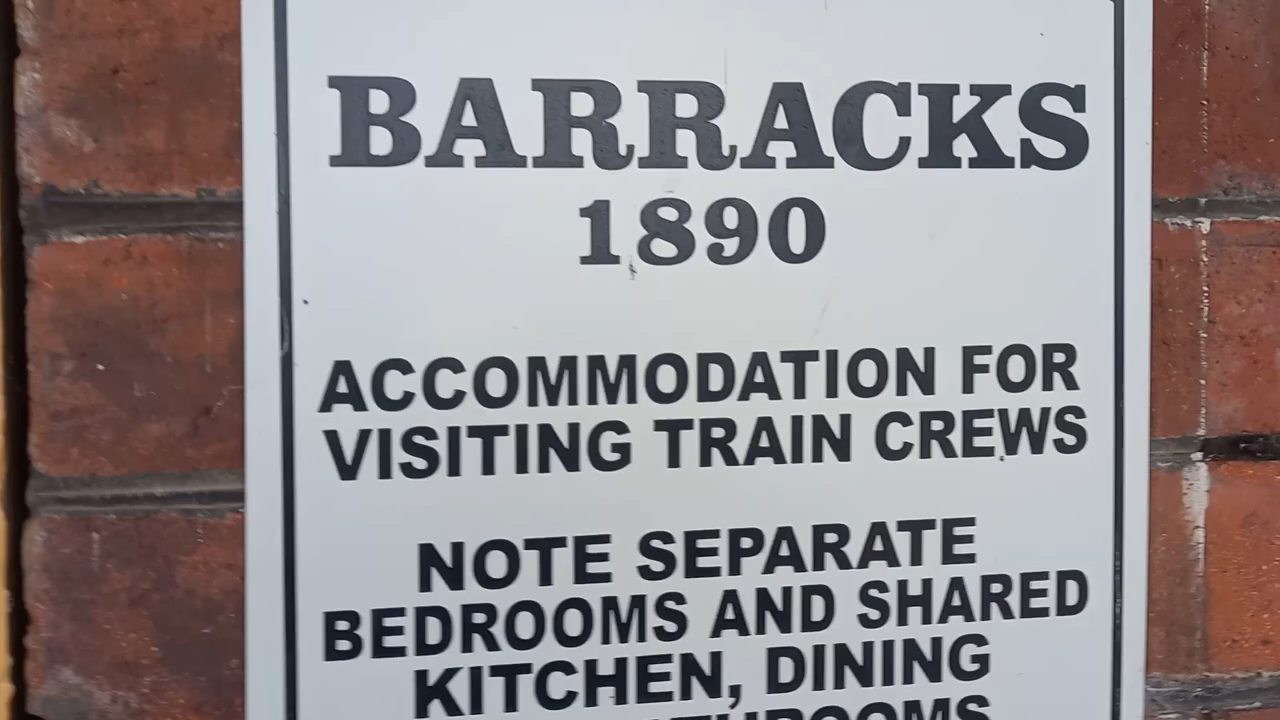 BARRACKS
1890
ACCOMMODATION FOR
VISITING TRAIN CREWS
NOTE SEPARATE
BEDROOMS AND SHARED
KITCHEN, DINING